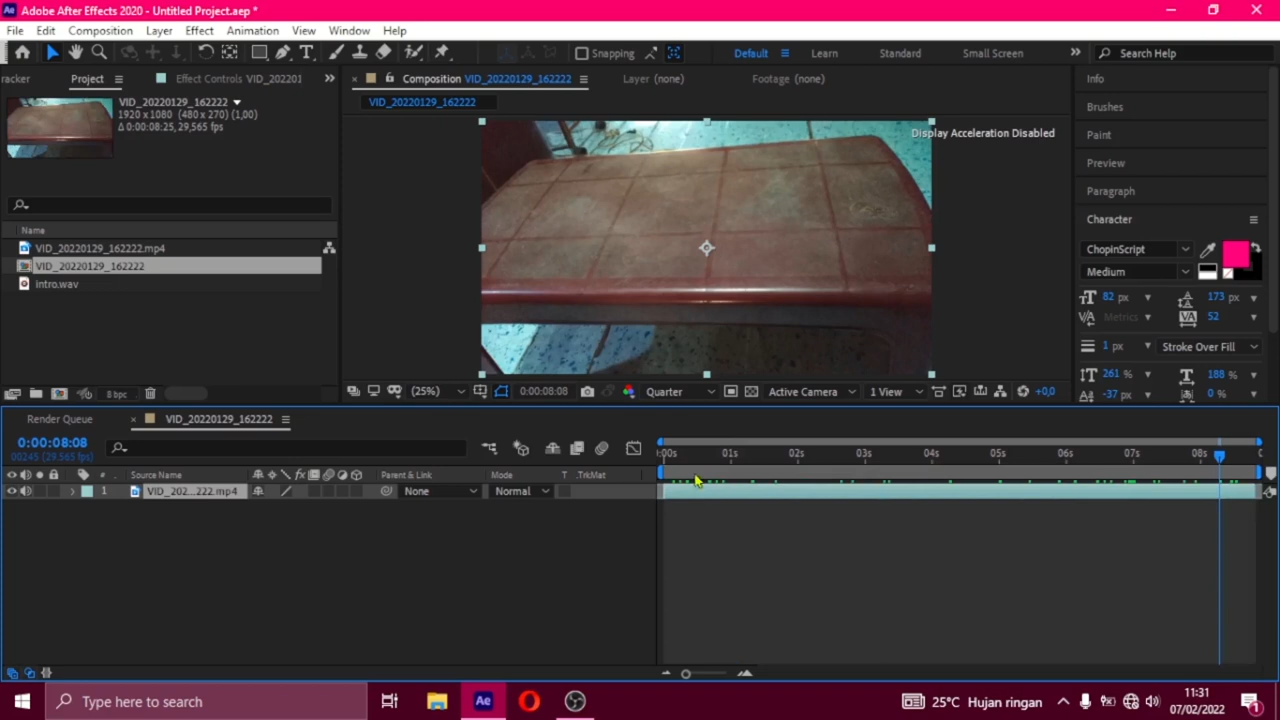 Adobe After Effects 2020 - Untitled Project.aep *
File Edit Composition Layer Effect Animation View Window Help
Snapping Default Learn Standard Small Screen Search Help
racker Project Effect Controls VID_202201 Composition VID_20220129_162222 Layer (none) Footage (none) Info
VID_20220129_162222
1920 x 1080 (480 x 270) (1,00)
Δ 0:00:08:25, 29,565 fps
VID_20220129_162222
Display Acceleration Disabled
Brushes
Paint
Preview
Paragraph
Character
ChopinScript
Medium
82 px 173 px
Metrics 52
1 px Stroke Over Fill
261 % 188 %
-37 px 0 %
Name
VID_20220129_162222.mp4
VID_20220129_162222
intro.wav
8 bpc
(25%) 0:00:08:08 Quarter Active Camera 1 View +0,0
Render Queue VID_20220129_162222
0:00:08:08
00245 (29.565 fps)
:00s 01s 02s 03s 04s 05s 06s 07s 08s
# Source Name Parent & Link Mode T .TrkMat
1 VID_202...222.mp4 None Normal
Type here to search
Ae
25°C Hujan ringan
11:31
07/02/2022
1